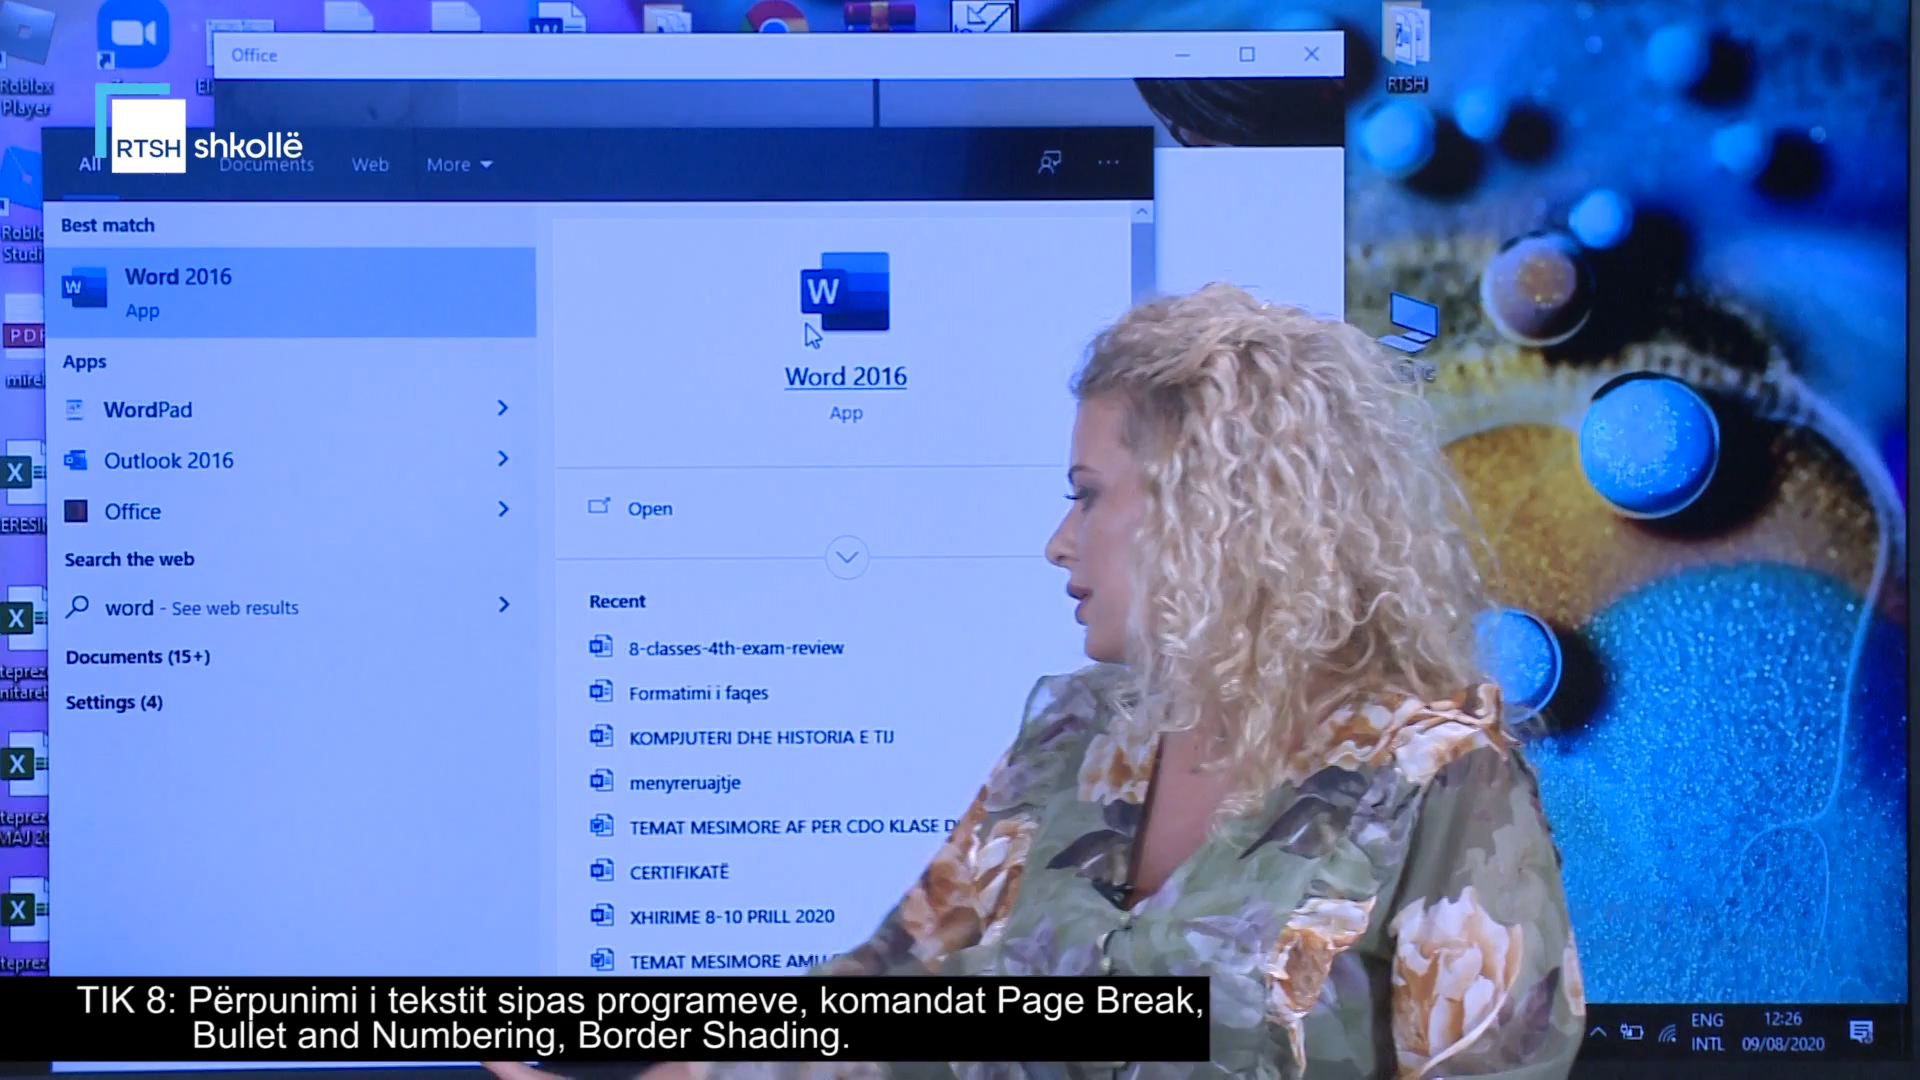 Office
Roblox
Player
RTSH
RTSH shkollë
All
Documents
Web
More
Best match
Word 2016
App
Word 2016
App
Apps
WordPad
Outlook 2016
Office
Open
Search the web
word - See web results
Recent
Documents (15+)
Settings (4)
8-classes-4th-exam-review
Formatimi i faqes
KOMPJUTERI DHE HISTORIA E TIJ
menyreruajtje
TEMAT MESIMORE AF PER CDO KLASE
CERTIFIKATË
XHIRIME 8-10 PRILL 2020
TEMAT MESIMORE
TIK 8: Përpunimi i tekstit sipas programeve, komandat Page Break,
Bullet and Numbering, Border Shading.
ENG
INTL
12:26
09/08/2020